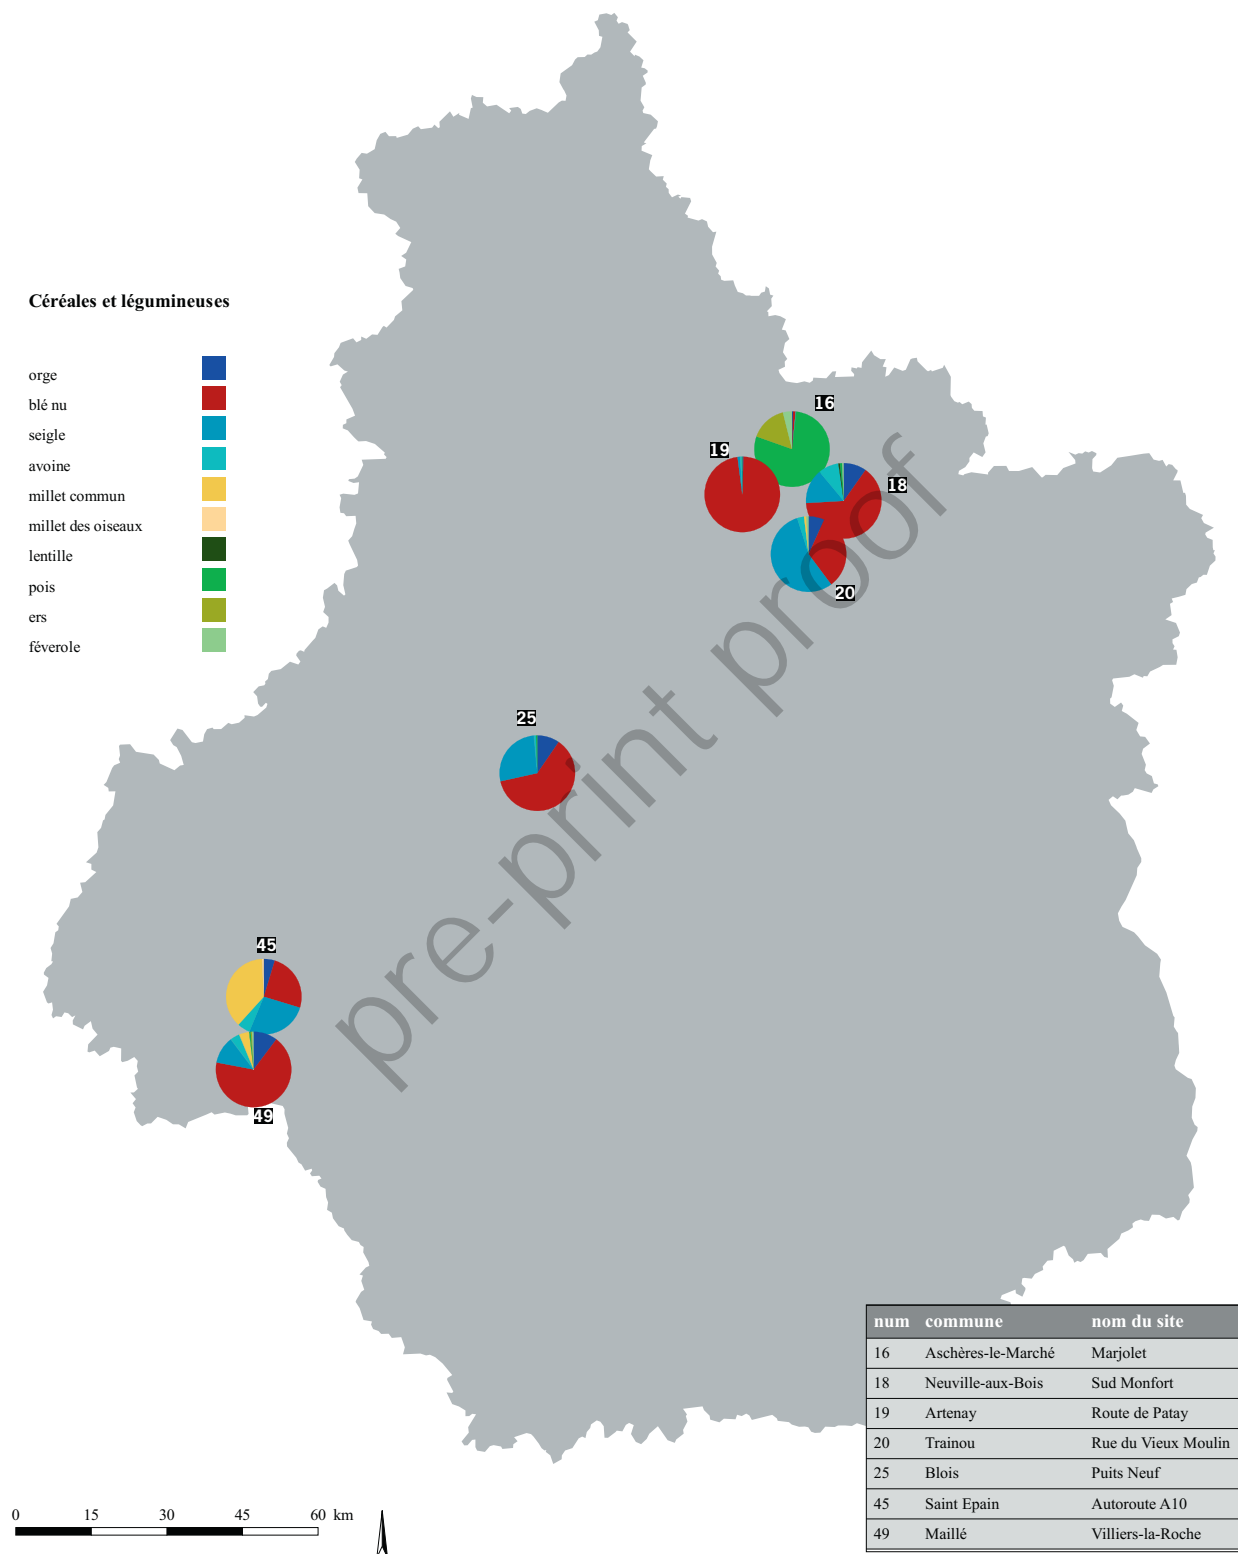 16
19
18
20
Céréales et légumineuses
orge
blé nu
seigle
avoine
millet commun
millet des oiseaux
lentille
pois
ers
féverole
25
45
49
pre-print proof
num commune nom du site
16 Aschères-le-Marché Marjolet
18 Neuville-aux-Bois Sud Monfort
19 Artenay Route de Patay
20 Trainou Rue du Vieux Moulin
25 Blois Puits Neuf
45 Saint Epain Autoroute A10
49 Maillé Villiers-la-Roche
0 15 30 45 60 km